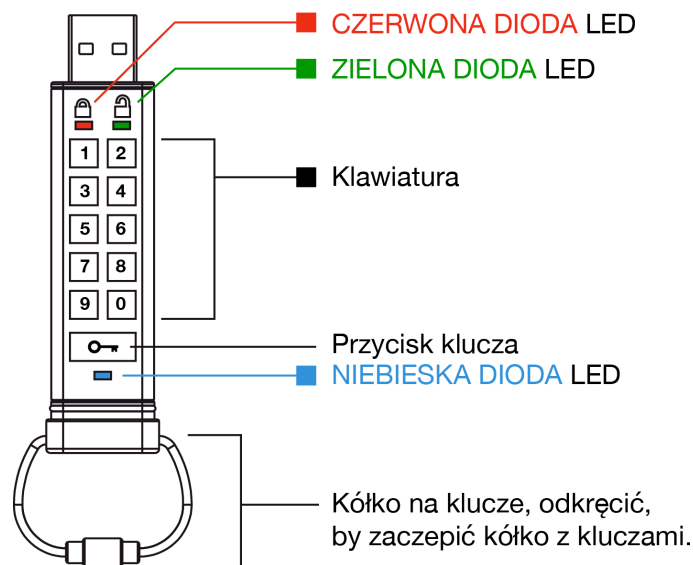 CZERWONA DIODA LED
ZIELONA DIODA LED
1 2
Klawiatura
3 4
5 6
7 8
9 0
Przycisk klucza
NIEBIESKA DIODA LED
Kółko na klucze, odkręcić,
by zaczepić kółko z kluczami.